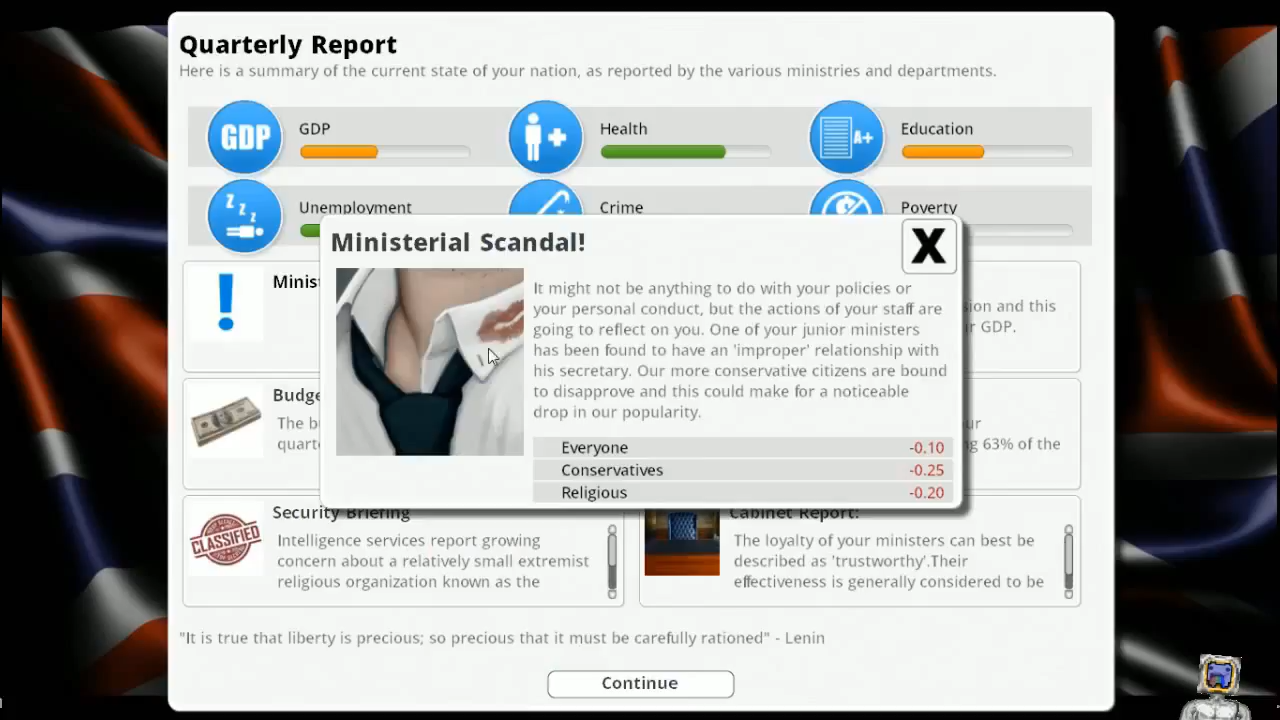 Quarterly Report
Here is a summary of the current state of your nation, as reported by the various ministries and departments.
GDP
GDP
Health
A+
Education
Z Z Z
Unemployment
Crime
Poverty
Ministerial Scandal!
X
It might not be anything to do with your policies or
your personal conduct, but the actions of your staff are
going to reflect on you. One of your junior ministers
has been found to have an 'improper' relationship with
his secretary. Our more conservative citizens are bound
to disapprove and this could make for a noticeable
drop in our popularity.
Everyone -0.10
Conservatives -0.25
Religious -0.20
! Minist
sion and this
r GDP.
Budge
The b
quart
ur
g 63% of the
CLASSIFIED
Security Briefing
Intelligence services report growing
concern about a relatively small extremist
religious organization known as the
Cabinet Report:
The loyalty of your ministers can best be
described as 'trustworthy'.Their
effectiveness is generally considered to be
"It is true that liberty is precious; so precious that it must be carefully rationed" - Lenin
Continue